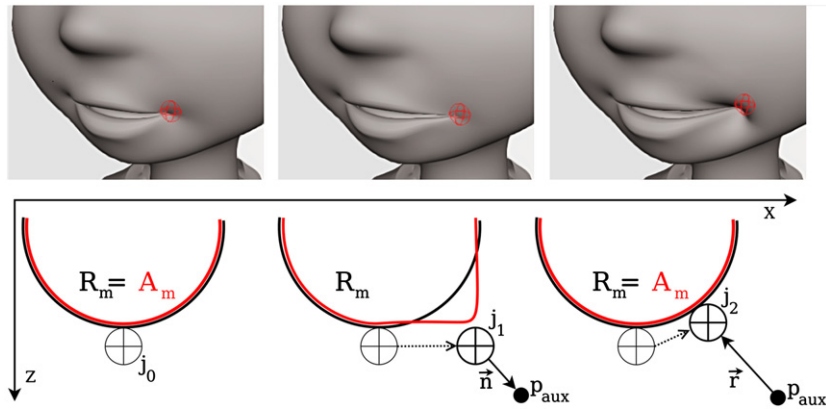 x
R_m = A_m
R_m
R_m = A_m
j_0
j_1
j_2
z
n⃗
p_aux
r⃗
p_aux